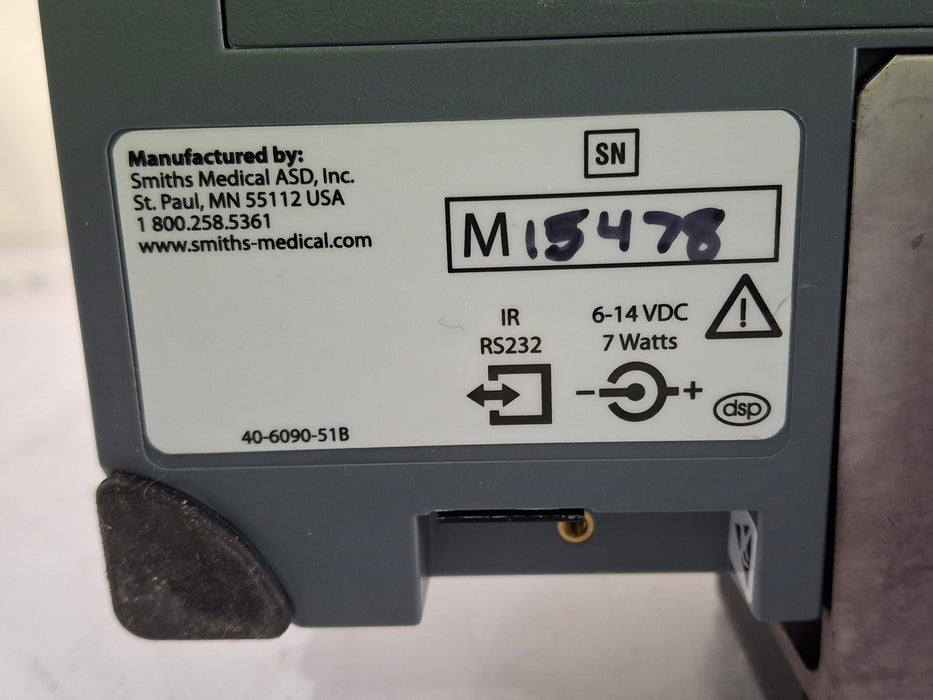 Manufactured by:
Smiths Medical ASD, Inc.
St. Paul, MN 55112 USA
1 800.258.5361
www.smiths-medical.com
SN
M 15478
IR
RS232
6-14 VDC
7 Watts
!
- +
dsp
40-6090-51B